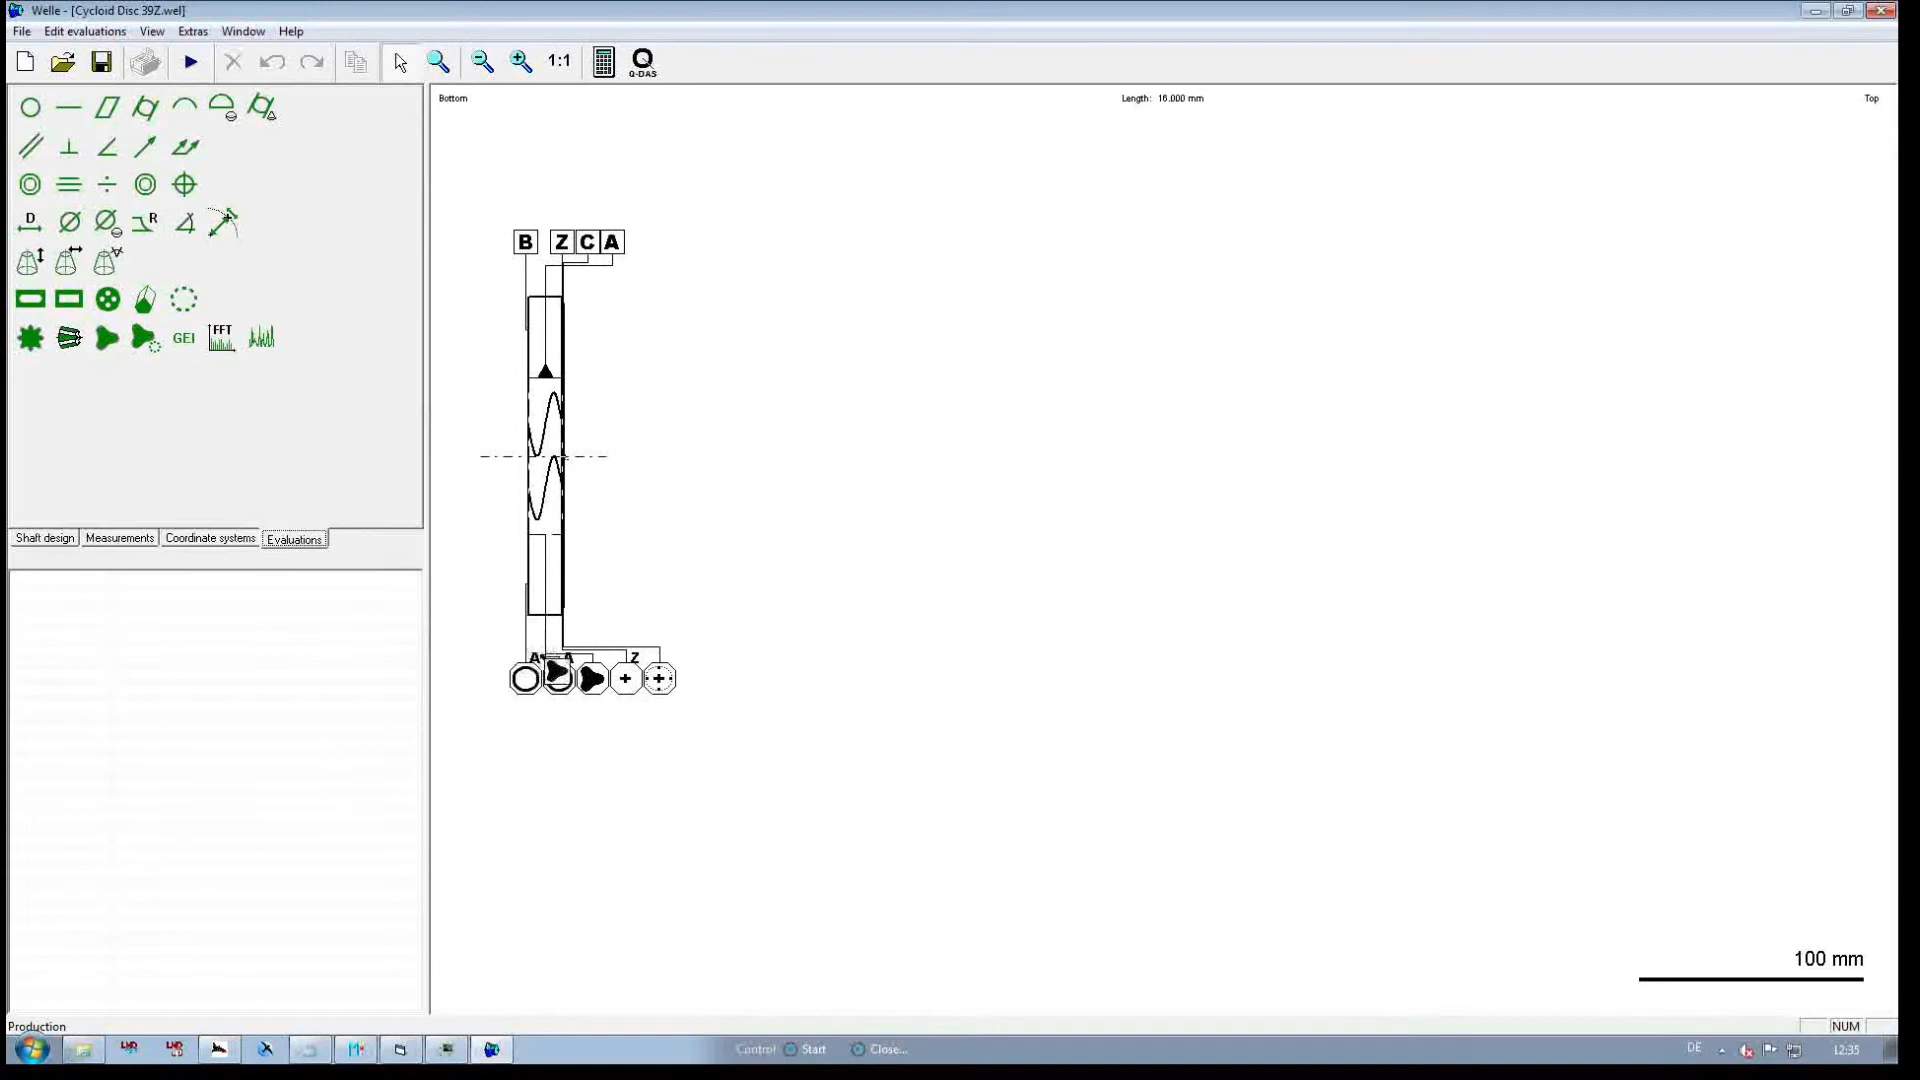 Welle - [Cycloid Disc 39Z.wel]
File Edit evaluations View Extras Window Help
1:1 Q Q-DAS
Bottom Length: 16.000 mm Top
D R
GEI FFT
B Z C A
A A Z
Shaft design Measurements Coordinate systems Evaluations
100 mm
Production NUM
Control Start Close... DE 12:35